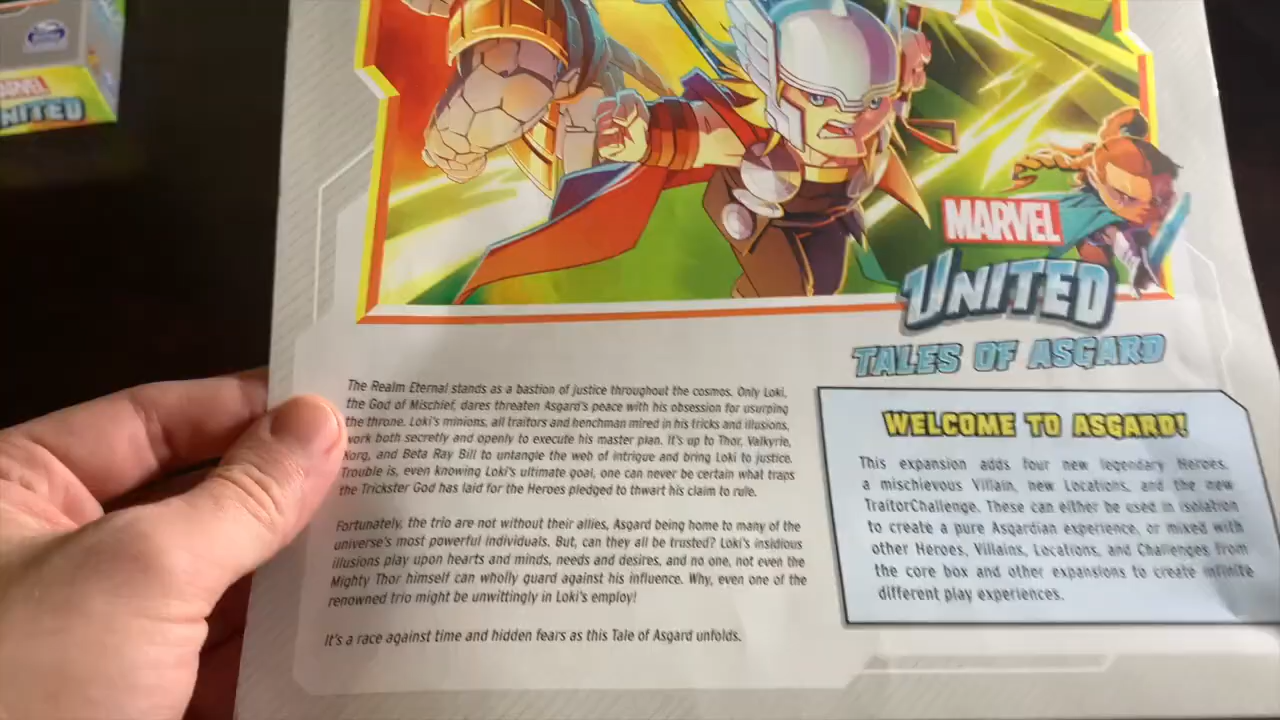 MARVEL
UNITED
MARVEL
UNITED
TALES OF ASGARD
The Realm Eternal stands as a bastion of justice throughout the cosmos. Only Loki,
the God of Mischief, dares threaten Asgard's peace with his obsession for usurping
the throne. Loki's minions, all traitors and henchman mired in his tricks and illusions,
work both secretly and openly to execute his master plan. It's up to Thor, Valkyrie,
Korg, and Beta Ray Bill to untangle the web of intrigue and bring Loki to justice.
Trouble is, even knowing Loki's ultimate goal, one can never be certain what traps
the Trickster God has laid for the Heroes pledged to thwart his claim to rule.
Fortunately, the trio are not without their allies, Asgard being home to many of the
universe's most powerful individuals. But, can they all be trusted? Loki's insidious
illusions play upon hearts and minds, needs and desires, and no one, not even the
Mighty Thor himself can wholly guard against his influence. Why, even one of the
renowned trio might be unwittingly in Loki's employ!
It's a race against time and hidden fears as this Tale of Asgard unfolds.
WELCOME TO ASGARD!
This expansion adds four new legendary Heroes,
a mischievous Villain, new Locations, and the new
TraitorChallenge. These can either be used in isolation
to create a pure Asgardian experience, or mixed with
other Heroes, Villains, Locations, and Challenges from
the core box and other expansions to create infinite
different play experiences.